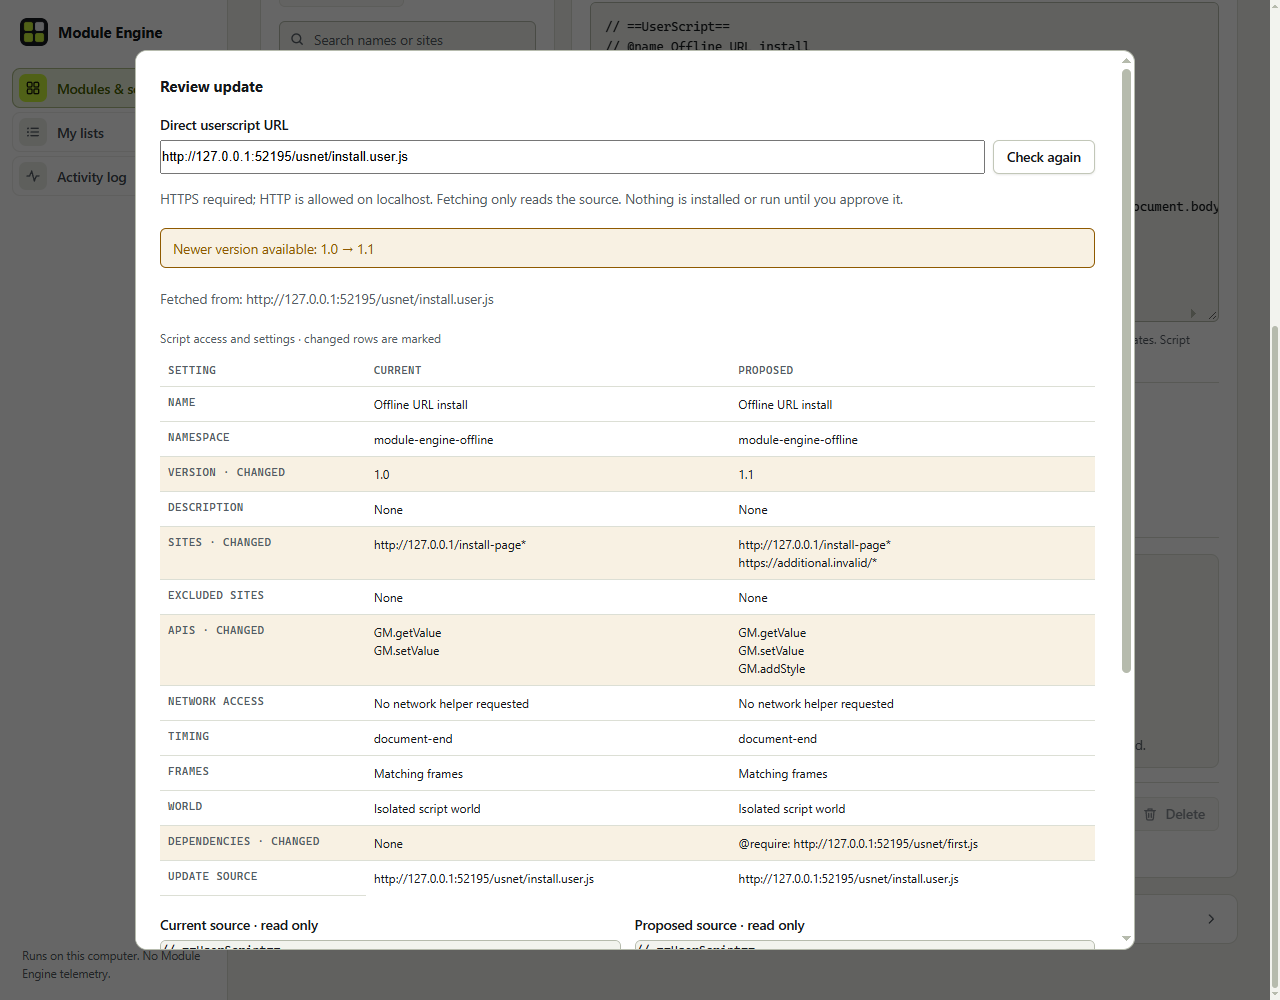 Module Engine
Search names or sites
// ==UserScript==
// @name Offline URL install
Modules & s
My lists
Activity log
Review update
Direct userscript URL
http://127.0.0.1:52195/usnet/install.user.js
Check again
HTTPS required; HTTP is allowed on localhost. Fetching only reads the source. Nothing is installed or run until you approve it.
Newer version available: 1.0 → 1.1
Fetched from: http://127.0.0.1:52195/usnet/install.user.js
Script access and settings · changed rows are marked
SETTING CURRENT PROPOSED
NAME Offline URL install Offline URL install
NAMESPACE module-engine-offline module-engine-offline
VERSION · CHANGED 1.0 1.1
DESCRIPTION None None
SITES · CHANGED http://127.0.0.1/install-page* http://127.0.0.1/install-page*
https://additional.invalid/*
EXCLUDED SITES None None
APIS · CHANGED GM.getValue GM.getValue
GM.setValue GM.setValue
GM.addStyle
NETWORK ACCESS No network helper requested No network helper requested
TIMING document-end document-end
FRAMES Matching frames Matching frames
WORLD Isolated script world Isolated script world
DEPENDENCIES · CHANGED None @require: http://127.0.0.1:52195/usnet/first.js
UPDATE SOURCE http://127.0.0.1:52195/usnet/install.user.js http://127.0.0.1:52195/usnet/install.user.js
Current source · read only Proposed source · read only
// ==UserScript== // ==UserScript==
ocument.body
ates. Script
d.
Delete
Runs on this computer. No Module
Engine telemetry.